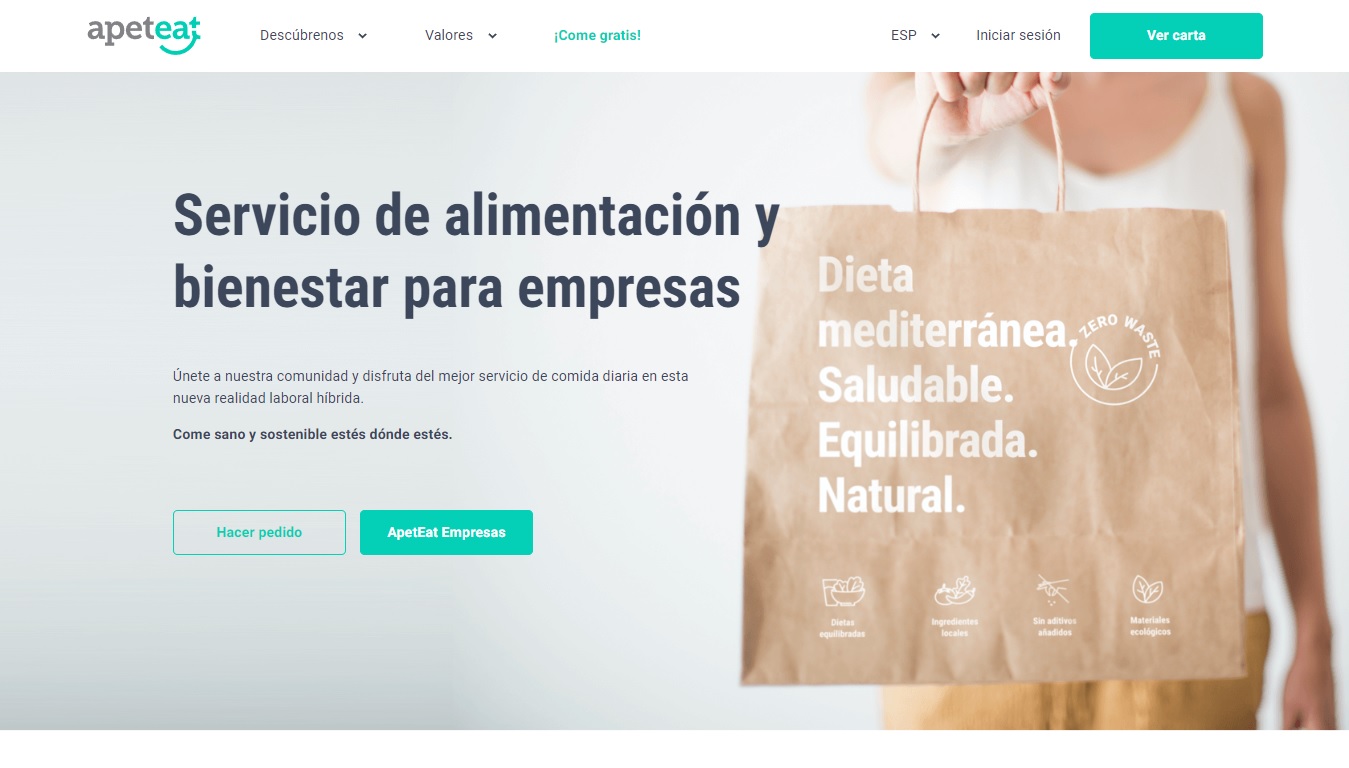 apeteat
Descúbrenos
Valores
¡Come gratis!
ESP
Iniciar sesión
Ver carta
Servicio de alimentación y
bienestar para empresas
Únete a nuestra comunidad y disfruta del mejor servicio de comida diaria en esta
nueva realidad laboral híbrida.
Come sano y sostenible estés dónde estés.
Hacer pedido
ApetEat Empresas
Dieta
mediterránea.
Saludable.
Equilibrada.
Natural.
ZERO WASTE
Dietas
equilibradas
Ingredientes
locales
Sin aditivos
añadidos
Materiales
ecológicos